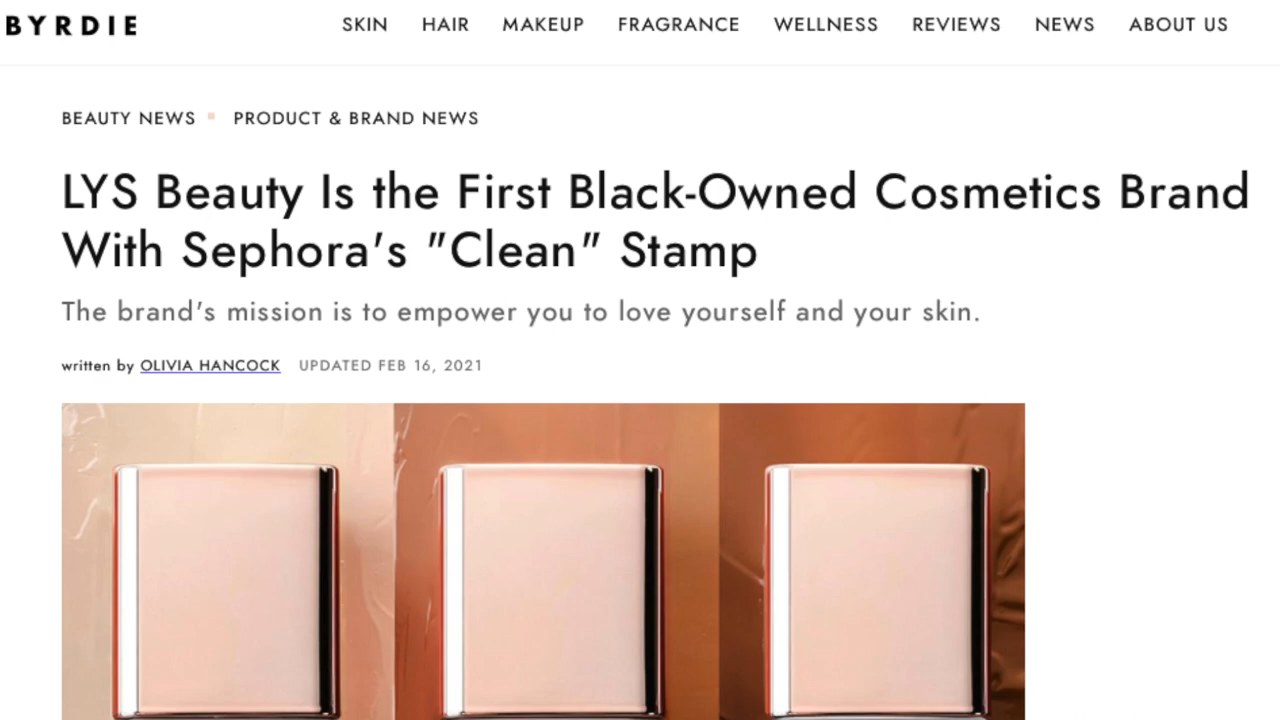 BYRDIE SKIN HAIR MAKEUP FRAGRANCE WELLNESS REVIEWS NEWS ABOUT US
BEAUTY NEWS PRODUCT & BRAND NEWS
LYS Beauty Is the First Black-Owned Cosmetics Brand
With Sephora's "Clean" Stamp
The brand's mission is to empower you to love yourself and your skin.
written by OLIVIA HANCOCK UPDATED FEB 16, 2021